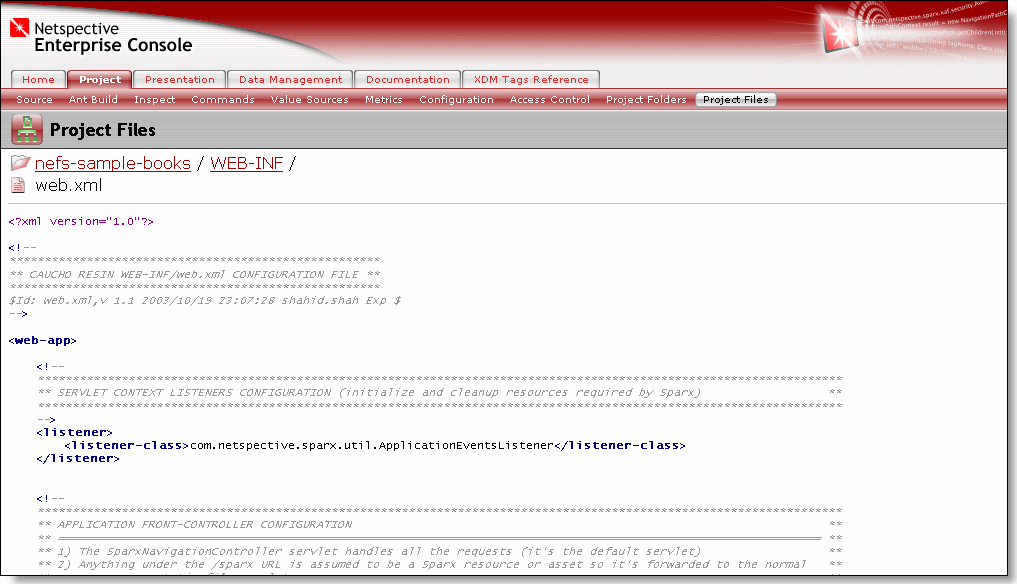 Netspective
Enterprise Console
com.netspective.sparx.xaf.security.Auth
Home Project Presentation Data Management Documentation XDM Tags Reference
Source Ant Build Inspect Commands Value Sources Metrics Configuration Access Control Project Folders Project Files
Project Files
nefs-sample-books / WEB-INF /
web.xml
<?xml version="1.0"?>
<!--
*****************************************************
** CAUCHO RESIN WEB-INF/web.xml CONFIGURATION FILE **
*****************************************************
$Id: web.xml,v 1.1 2003/10/19 23:07:28 shahid.shah Exp $
-->
<web-app>
<!--
*******************************************************************************************************************
** SERVLET CONTEXT LISTENERS CONFIGURATION (initialize and cleanup resources required by Sparx) **
*******************************************************************************************************************
-->
<listener>
<listener-class>com.netspective.sparx.util.ApplicationEventsListener</listener-class>
</listener>
<!--
*******************************************************************************************************************
** APPLICATION FRONT-CONTROLLER CONFIGURATION **
** ============================================================================================================= **
** 1) The SparxNavigationController servlet handles all the requests (it's the default servlet) **
** 2) Anything under the /sparx URL is assumed to be a Sparx resource or asset so it's forwarded to the normal **